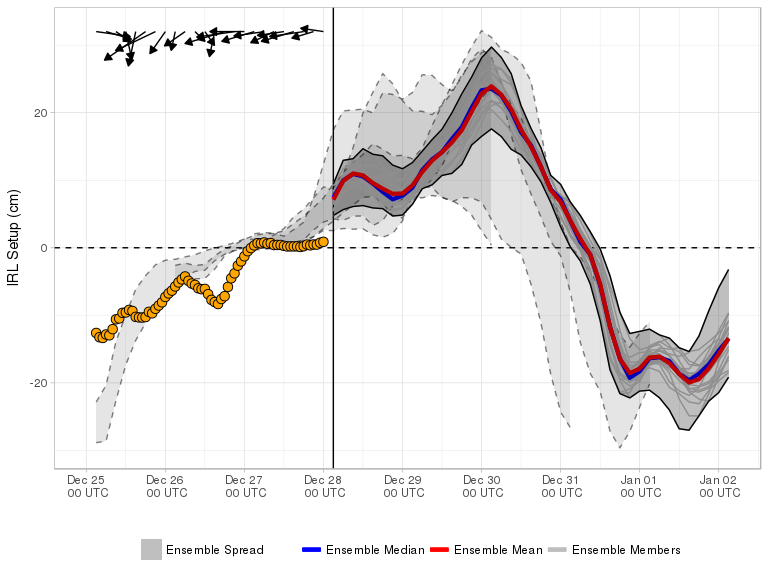 IRL Setup (cm)
20
0
-20
Dec 25
00 UTC
Dec 26
00 UTC
Dec 27
00 UTC
Dec 28
00 UTC
Dec 29
00 UTC
Dec 30
00 UTC
Dec 31
00 UTC
Jan 01
00 UTC
Jan 02
00 UTC
Ensemble Spread
Ensemble Median
Ensemble Mean
Ensemble Members